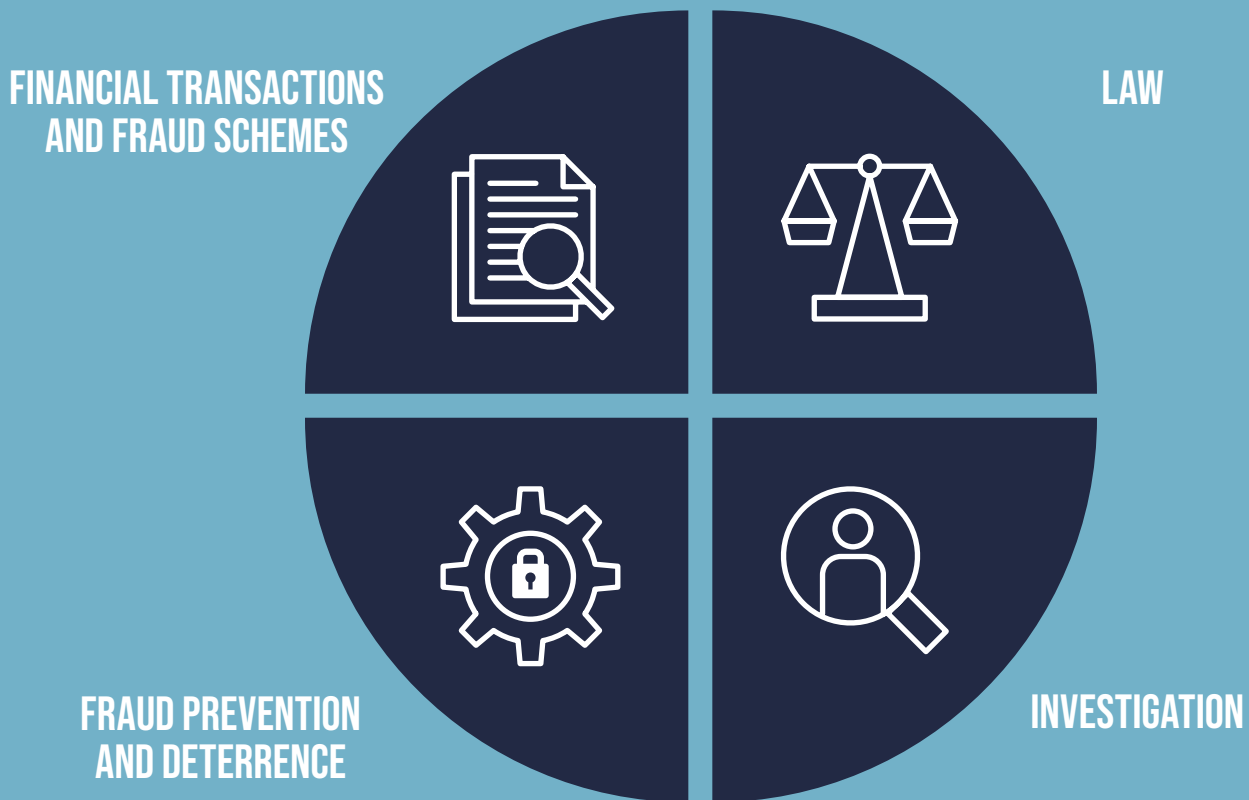 FINANCIAL TRANSACTIONS
AND FRAUD SCHEMES
LAW
FRAUD PREVENTION
AND DETERRENCE
INVESTIGATION